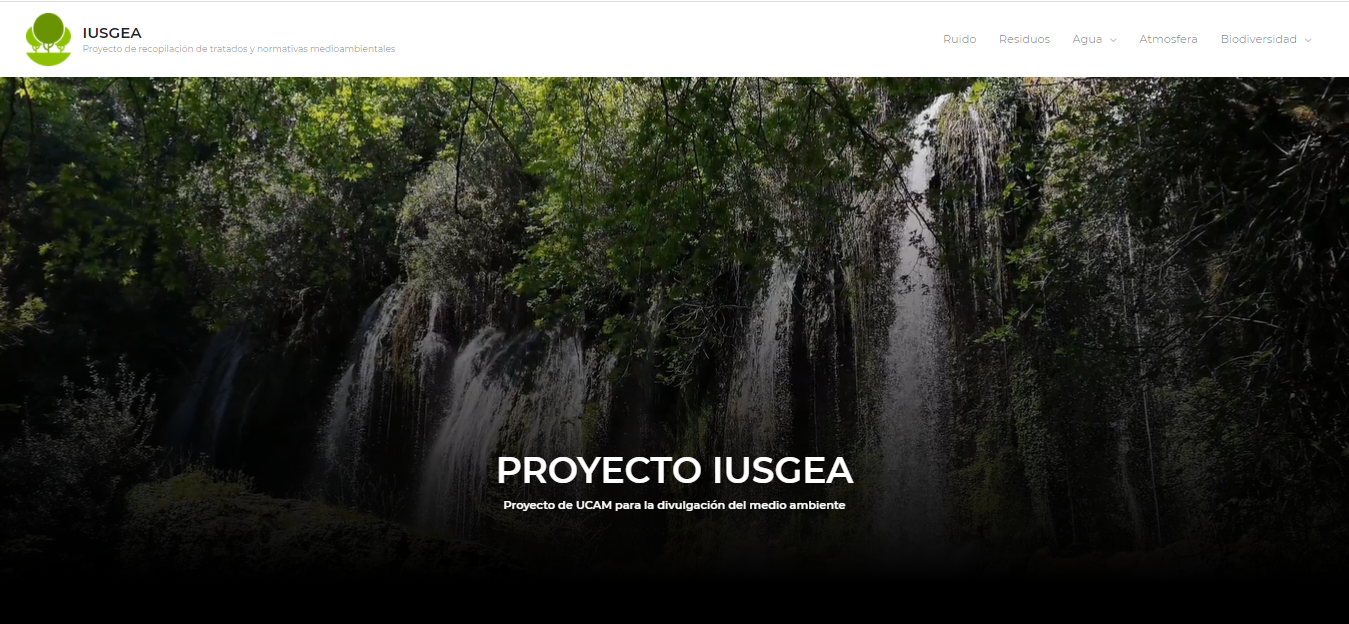 IUSGEA
Proyecto de recopilación de tratados y normativas medioambientales
Ruido Residuos Agua Atmosfera Biodiversidad
PROYECTO IUSGEA
Proyecto de UCAM para la divulgación del medio ambiente